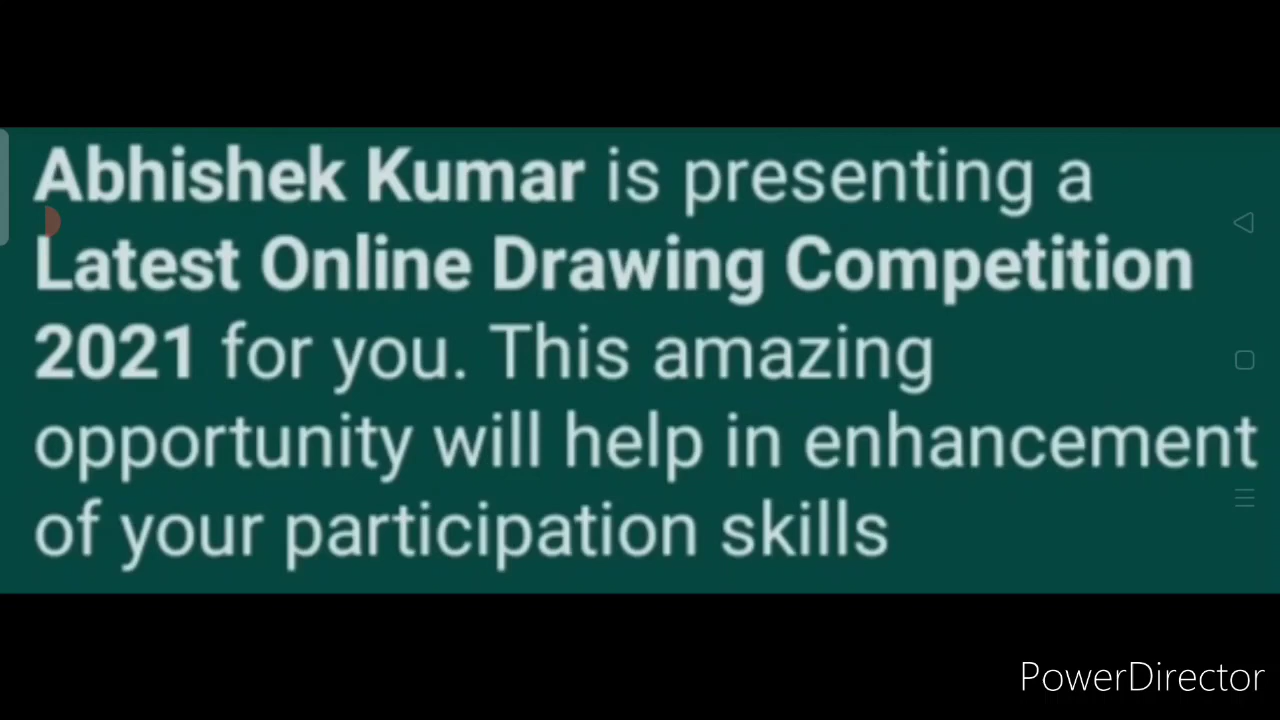 Abhishek Kumar is presenting a
Latest Online Drawing Competition
2021 for you. This amazing
opportunity will help in enhancement
of your participation skills
PowerDirector